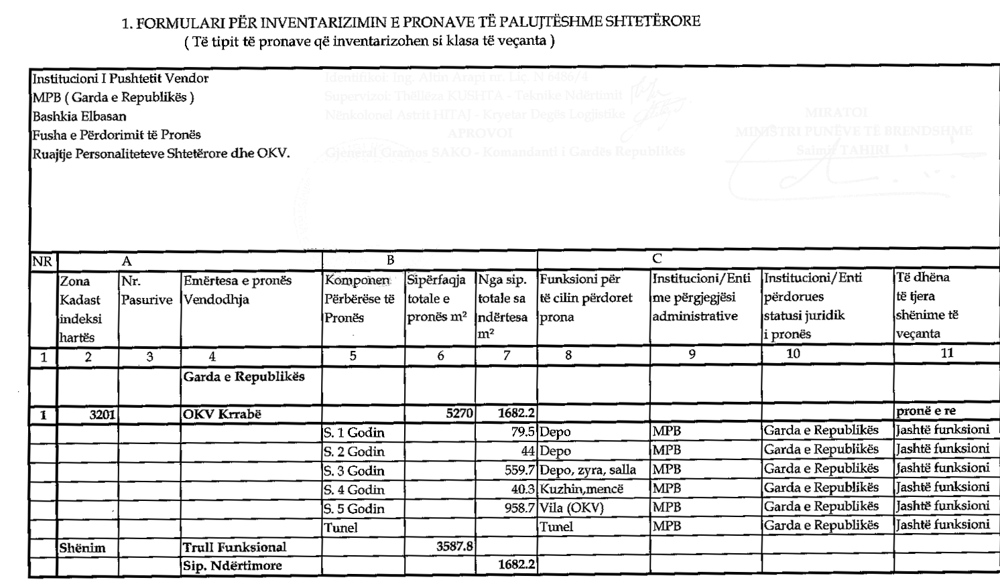 1. FORMULARI PËR INVENTARIZIMIN E PRONAVE TË PALUJTËSHME SHTETËRORE
( Të tipit të pronave që inventarizohen si klasa të veçanta )
Institucioni I Pushtetit Vendor
MPB ( Garda e Republikës )
Bashkia Elbasan
Fusha e Përdorimit të Pronës
Ruajtje Personaliteteve Shtetërore dhe OKV.
Identifikoi: Ing. Altin Arapi nr. Liç. N 6486/4
Supervizoi: Thëllëza KUSHTA - Teknike Ndërtimit
Nënkolonel Astrit HITAJ - Kryetar Degës Logjistike
APROVOI
Gjeneral Gramos SAKO - Komandanti i Gardës Republikës
MIRATOI
MINISTRI PUNËVE TË BRENDSHME
Saimir TAHIRI
NR A B C
Zona Kadast indeksi hartës
Nr. Pasurive
Emërtesa e pronës Vendodhja
Komponen Përbërëse të Pronës
Sipërfaqja totale e pronës m²
Nga sip. totale sa ndërtesa m²
Funksioni për të cilin përdoret prona
Institucioni/Enti me përgjegjësi administrative
Institucioni/Enti përdorues statusi juridik i pronës
Të dhëna të tjera shënime të veçanta
1 2 3 4 5 6 7 8 9 10 11
Garda e Republikës
1 3201 OKV Krrabë 5270 1682.2 pronë e re
S. 1 Godin 79.5 Depo MPB Garda e Republikës Jashtë funksioni
S. 2 Godin 44 Depo MPB Garda e Republikës Jashtë funksioni
S. 3 Godin 559.7 Depo, zyra, salla MPB Garda e Republikës Jashtë funksioni
S. 4 Godin 40.3 Kuzhin,mencë MPB Garda e Republikës Jashtë funksioni
S. 5 Godin 958.7 Vila (OKV) MPB Garda e Republikës Jashtë funksioni
Tunel Tunel MPB Garda e Republikës Jashtë funksioni
Shënim Trull Funksional 3587.8
Sip. Ndërtimore 1682.2